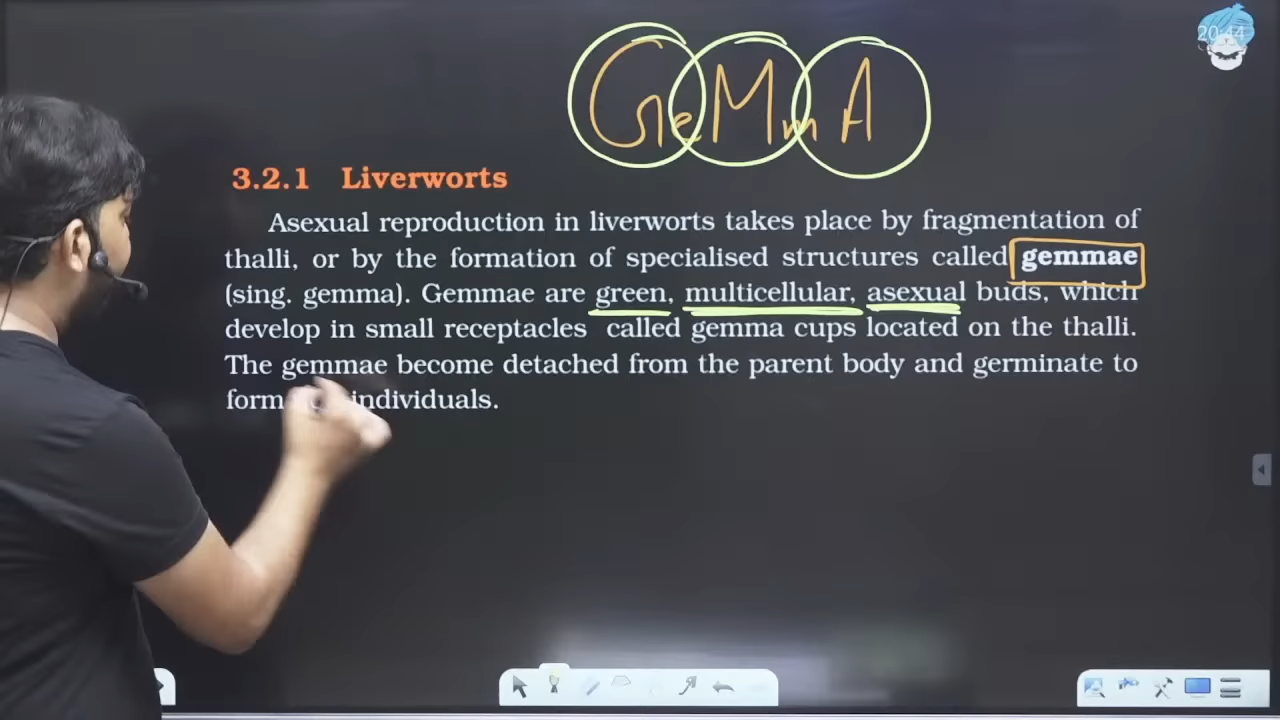 20:44
GeMmA
3.2.1 Liverworts
Asexual reproduction in liverworts takes place by fragmentation of
thalli, or by the formation of specialised structures called gemmae
(sing. gemma). Gemmae are green, multicellular, asexual buds, which
develop in small receptacles called gemma cups located on the thalli.
The gemmae become detached from the parent body and germinate to
form individuals.